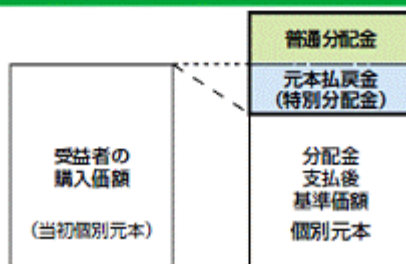 普通分配金
元本払戻金
(特別分配金)
受益者の
購入価額
(当初個別元本)
分配金
支払後
基準価額
個別元本